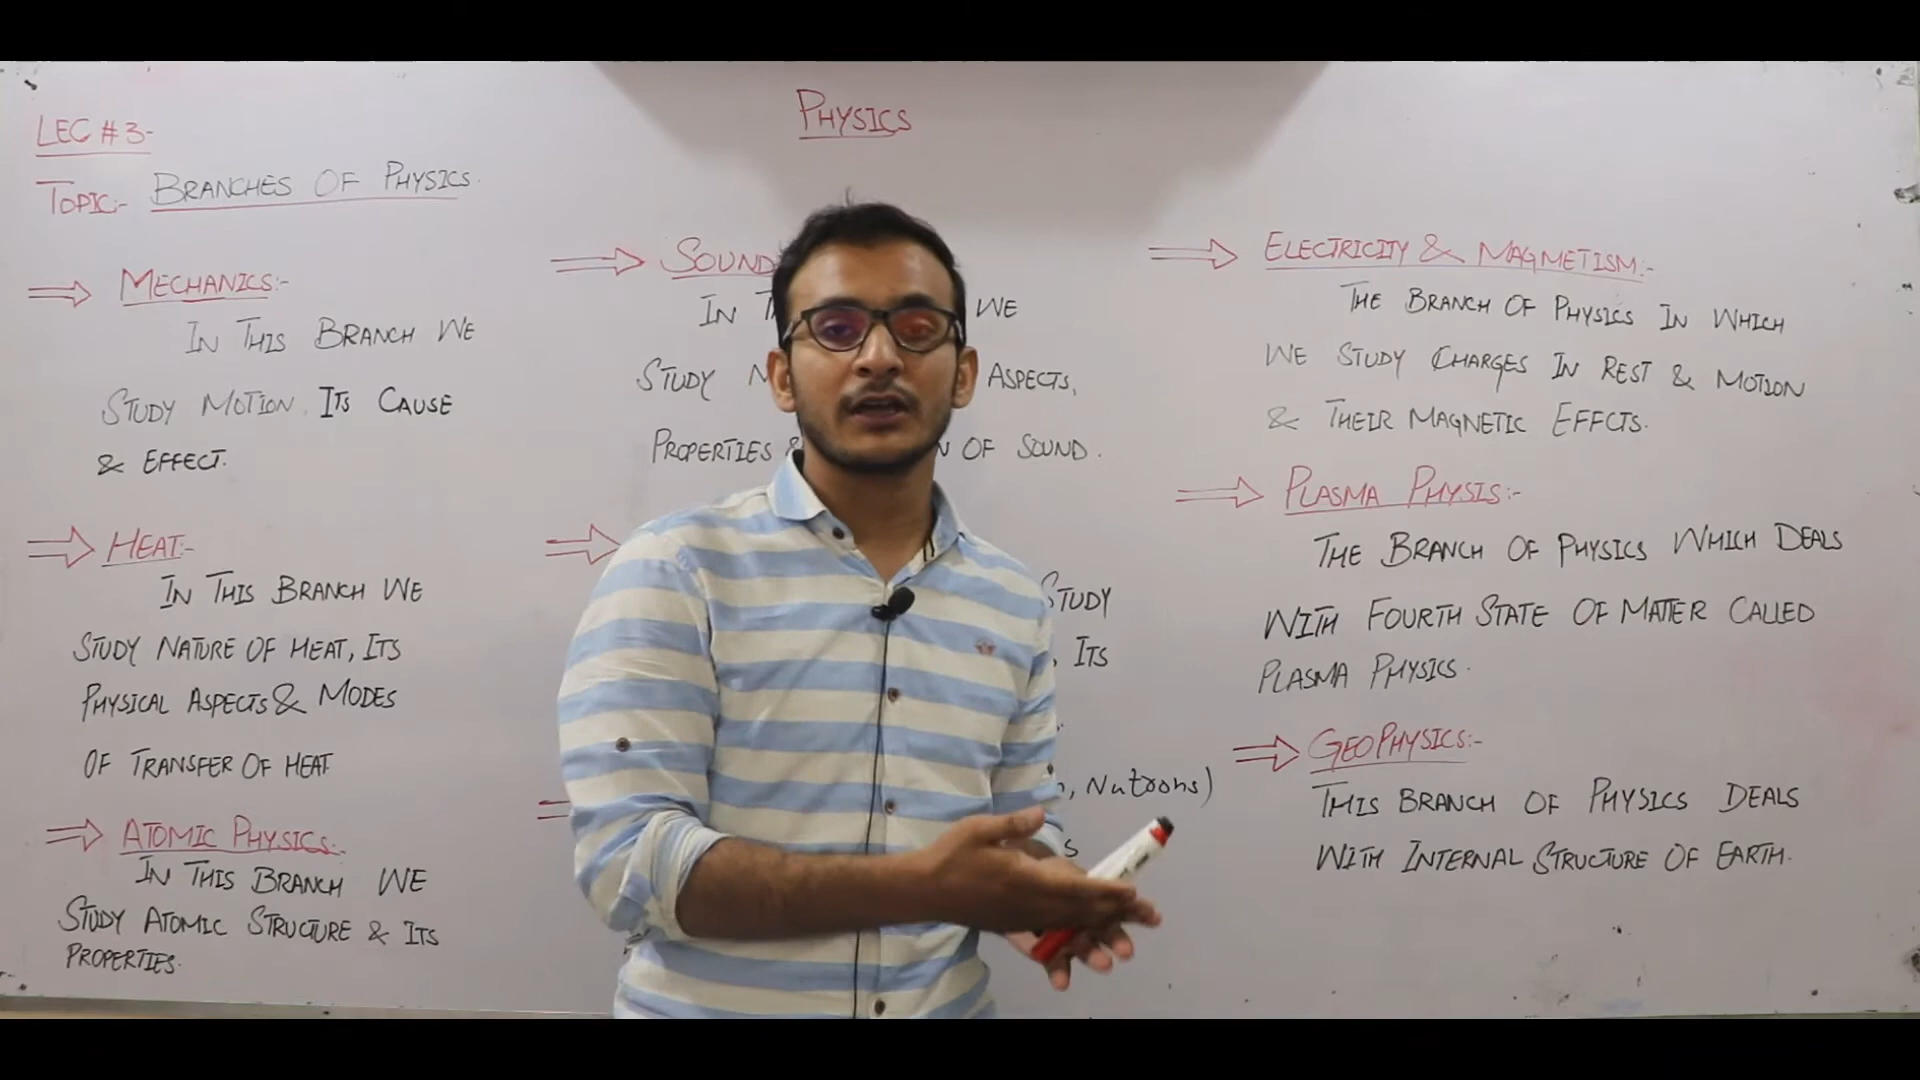 PHYSICS
LEC # 3:-
TOPIC:- BRANCHES OF PHYSICS.
MECHANICS:-
IN THIS BRANCH WE
STUDY MOTION, ITS CAUSE
& EFFECT.
HEAT:-
IN THIS BRANCH WE
STUDY NATURE OF HEAT, ITS
PHYSICAL ASPECTS & MODES
OF TRANSFER OF HEAT
ATOMIC PHYSICS:-
IN THIS BRANCH WE
STUDY ATOMIC STRUCTURE & ITS
PROPERTIES.
SOUND
IN WE
STUDY ASPECTS,
PROPERTIES & OF SOUND.
STUDY
, ITS
, Nutrons)
ELECTRICITY & MAGMETISM:-
THE BRANCH OF PHYSICS IN WHICH
WE STUDY CHARGES IN REST & MOTION
& THEIR MAGNETIC EFFECTS.
PLASMA PHYSIS:-
THE BRANCH OF PHYSICS WHICH DEALS
WITH FOURTH STATE OF MATTER CALLED
PLASMA PHYSICS.
GEOPHYSICS:-
THIS BRANCH OF PHYSICS DEALS
WITH INTERNAL STRUCTURE OF EARTH.